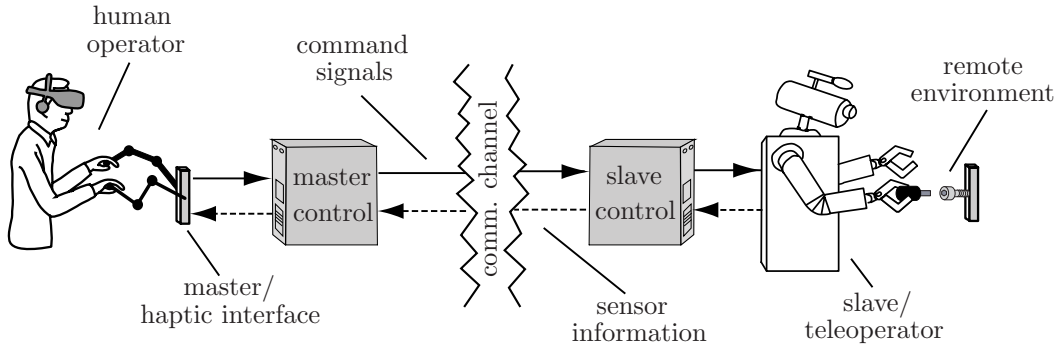 human
operator
command
signals
remote
environment
master
control
comm. channel
slave
control
master/
haptic interface
sensor
information
slave/
teleoperator